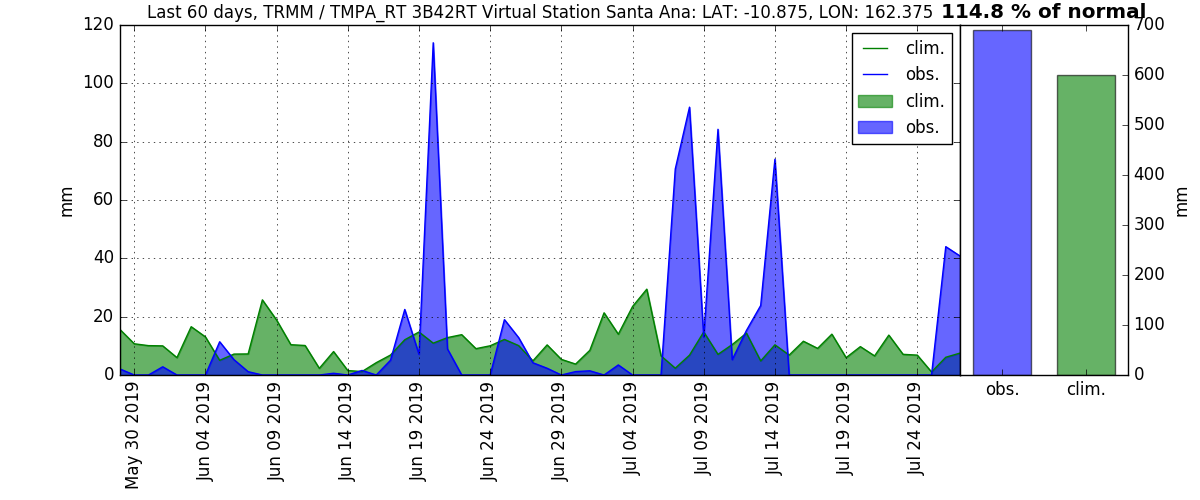 Last 60 days, TRMM / TMPA_RT 3B42RT Virtual Station Santa Ana: LAT: -10.875, LON: 162.375 114.8 % of normal
120
100
80
60
40
20
0
mm
clim.
obs.
clim.
obs.
700
600
500
400
300
200
100
0
mm
obs.
clim.
May 30 2019
Jun 04 2019
Jun 09 2019
Jun 14 2019
Jun 19 2019
Jun 24 2019
Jun 29 2019
Jul 04 2019
Jul 09 2019
Jul 14 2019
Jul 19 2019
Jul 24 2019